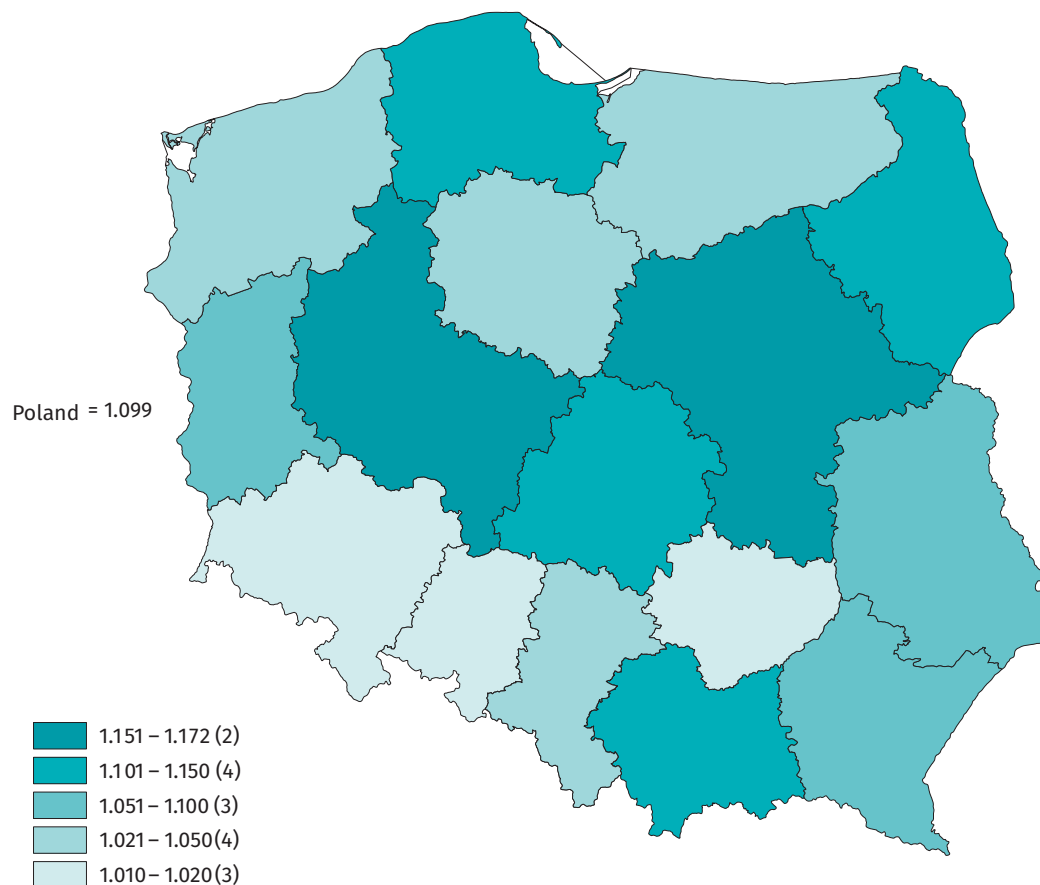 Poland = 1.099
1.151 – 1.172 (2)
1.101 – 1.150 (4)
1.051 – 1.100 (3)
1.021 – 1.050 (4)
1.010 – 1.020 (3)